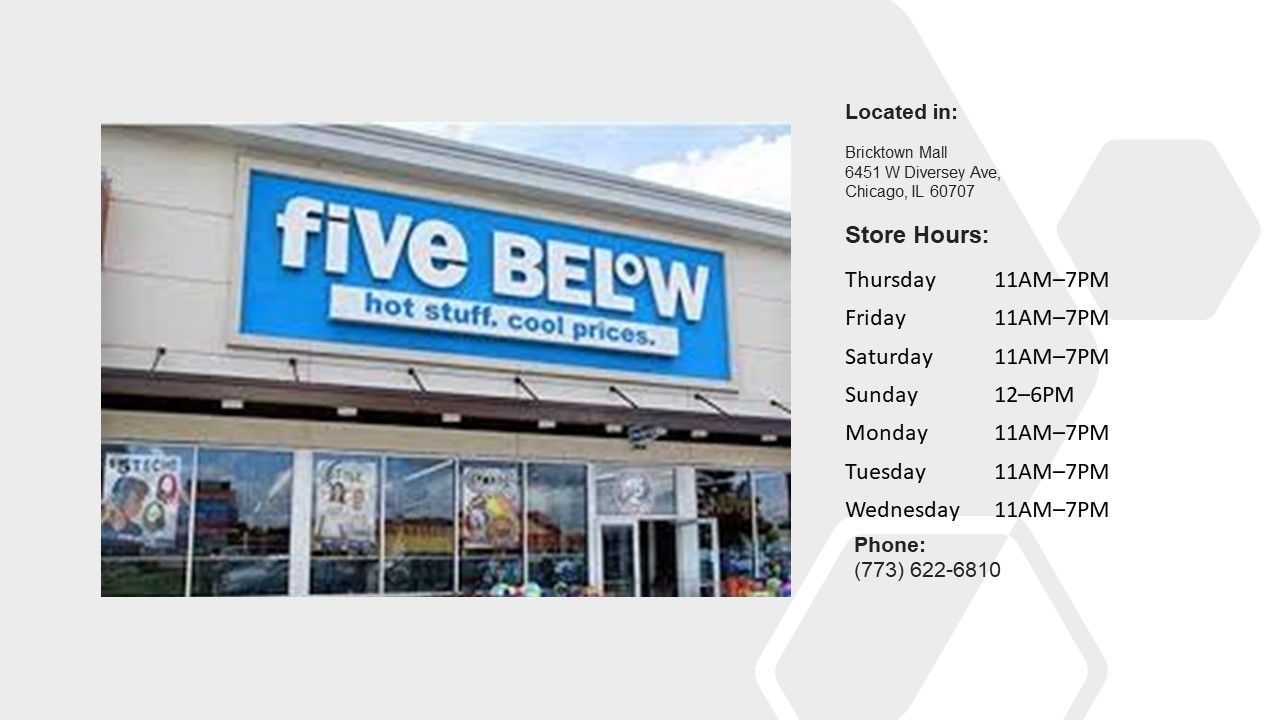 five BELOW
hot stuff. cool prices.
$5 TECH
Located in:
Bricktown Mall
6451 W Diversey Ave,
Chicago, IL 60707
Store Hours:
Thursday 11AM–7PM
Friday 11AM–7PM
Saturday 11AM–7PM
Sunday 12–6PM
Monday 11AM–7PM
Tuesday 11AM–7PM
Wednesday 11AM–7PM
Phone:
(773) 622-6810